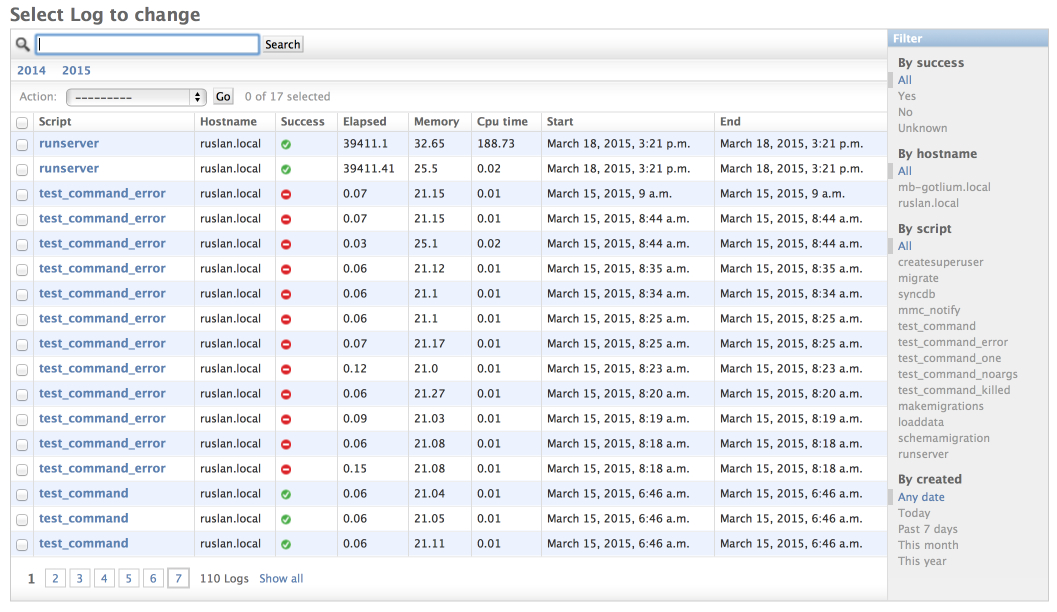 Select Log to change
Search
2014 2015
Action: --------- Go 0 of 17 selected
Script Hostname Success Elapsed Memory Cpu time Start End
runserver ruslan.local 39411.1 32.65 188.73 March 18, 2015, 3:21 p.m. March 18, 2015, 3:21 p.m.
runserver ruslan.local 39411.41 25.5 0.02 March 18, 2015, 3:21 p.m. March 18, 2015, 3:21 p.m.
test_command_error ruslan.local 0.07 21.15 0.01 March 15, 2015, 9 a.m. March 15, 2015, 9 a.m.
test_command_error ruslan.local 0.07 21.15 0.01 March 15, 2015, 8:44 a.m. March 15, 2015, 8:44 a.m.
test_command_error ruslan.local 0.03 25.1 0.02 March 15, 2015, 8:44 a.m. March 15, 2015, 8:44 a.m.
test_command_error ruslan.local 0.06 21.12 0.01 March 15, 2015, 8:35 a.m. March 15, 2015, 8:35 a.m.
test_command_error ruslan.local 0.06 21.1 0.01 March 15, 2015, 8:34 a.m. March 15, 2015, 8:34 a.m.
test_command_error ruslan.local 0.06 21.1 0.01 March 15, 2015, 8:25 a.m. March 15, 2015, 8:25 a.m.
test_command_error ruslan.local 0.07 21.17 0.01 March 15, 2015, 8:25 a.m. March 15, 2015, 8:25 a.m.
test_command_error ruslan.local 0.12 21.0 0.01 March 15, 2015, 8:23 a.m. March 15, 2015, 8:23 a.m.
test_command_error ruslan.local 0.06 21.27 0.01 March 15, 2015, 8:20 a.m. March 15, 2015, 8:20 a.m.
test_command_error ruslan.local 0.09 21.03 0.01 March 15, 2015, 8:19 a.m. March 15, 2015, 8:19 a.m.
test_command_error ruslan.local 0.06 21.08 0.01 March 15, 2015, 8:18 a.m. March 15, 2015, 8:18 a.m.
test_command_error ruslan.local 0.15 21.08 0.01 March 15, 2015, 8:18 a.m. March 15, 2015, 8:18 a.m.
test_command ruslan.local 0.06 21.04 0.01 March 15, 2015, 6:46 a.m. March 15, 2015, 6:46 a.m.
test_command ruslan.local 0.06 21.05 0.01 March 15, 2015, 6:46 a.m. March 15, 2015, 6:46 a.m.
test_command ruslan.local 0.06 21.11 0.01 March 15, 2015, 6:46 a.m. March 15, 2015, 6:46 a.m.
1 2 3 4 5 6 7 110 Logs Show all
Filter
By success
All
Yes
No
Unknown
By hostname
All
mb-gotlium.local
ruslan.local
By script
All
createsuperuser
migrate
syncdb
mmc_notify
test_command
test_command_error
test_command_one
test_command_noargs
test_command_killed
makemigrations
loaddata
schemamigration
runserver
By created
Any date
Today
Past 7 days
This month
This year